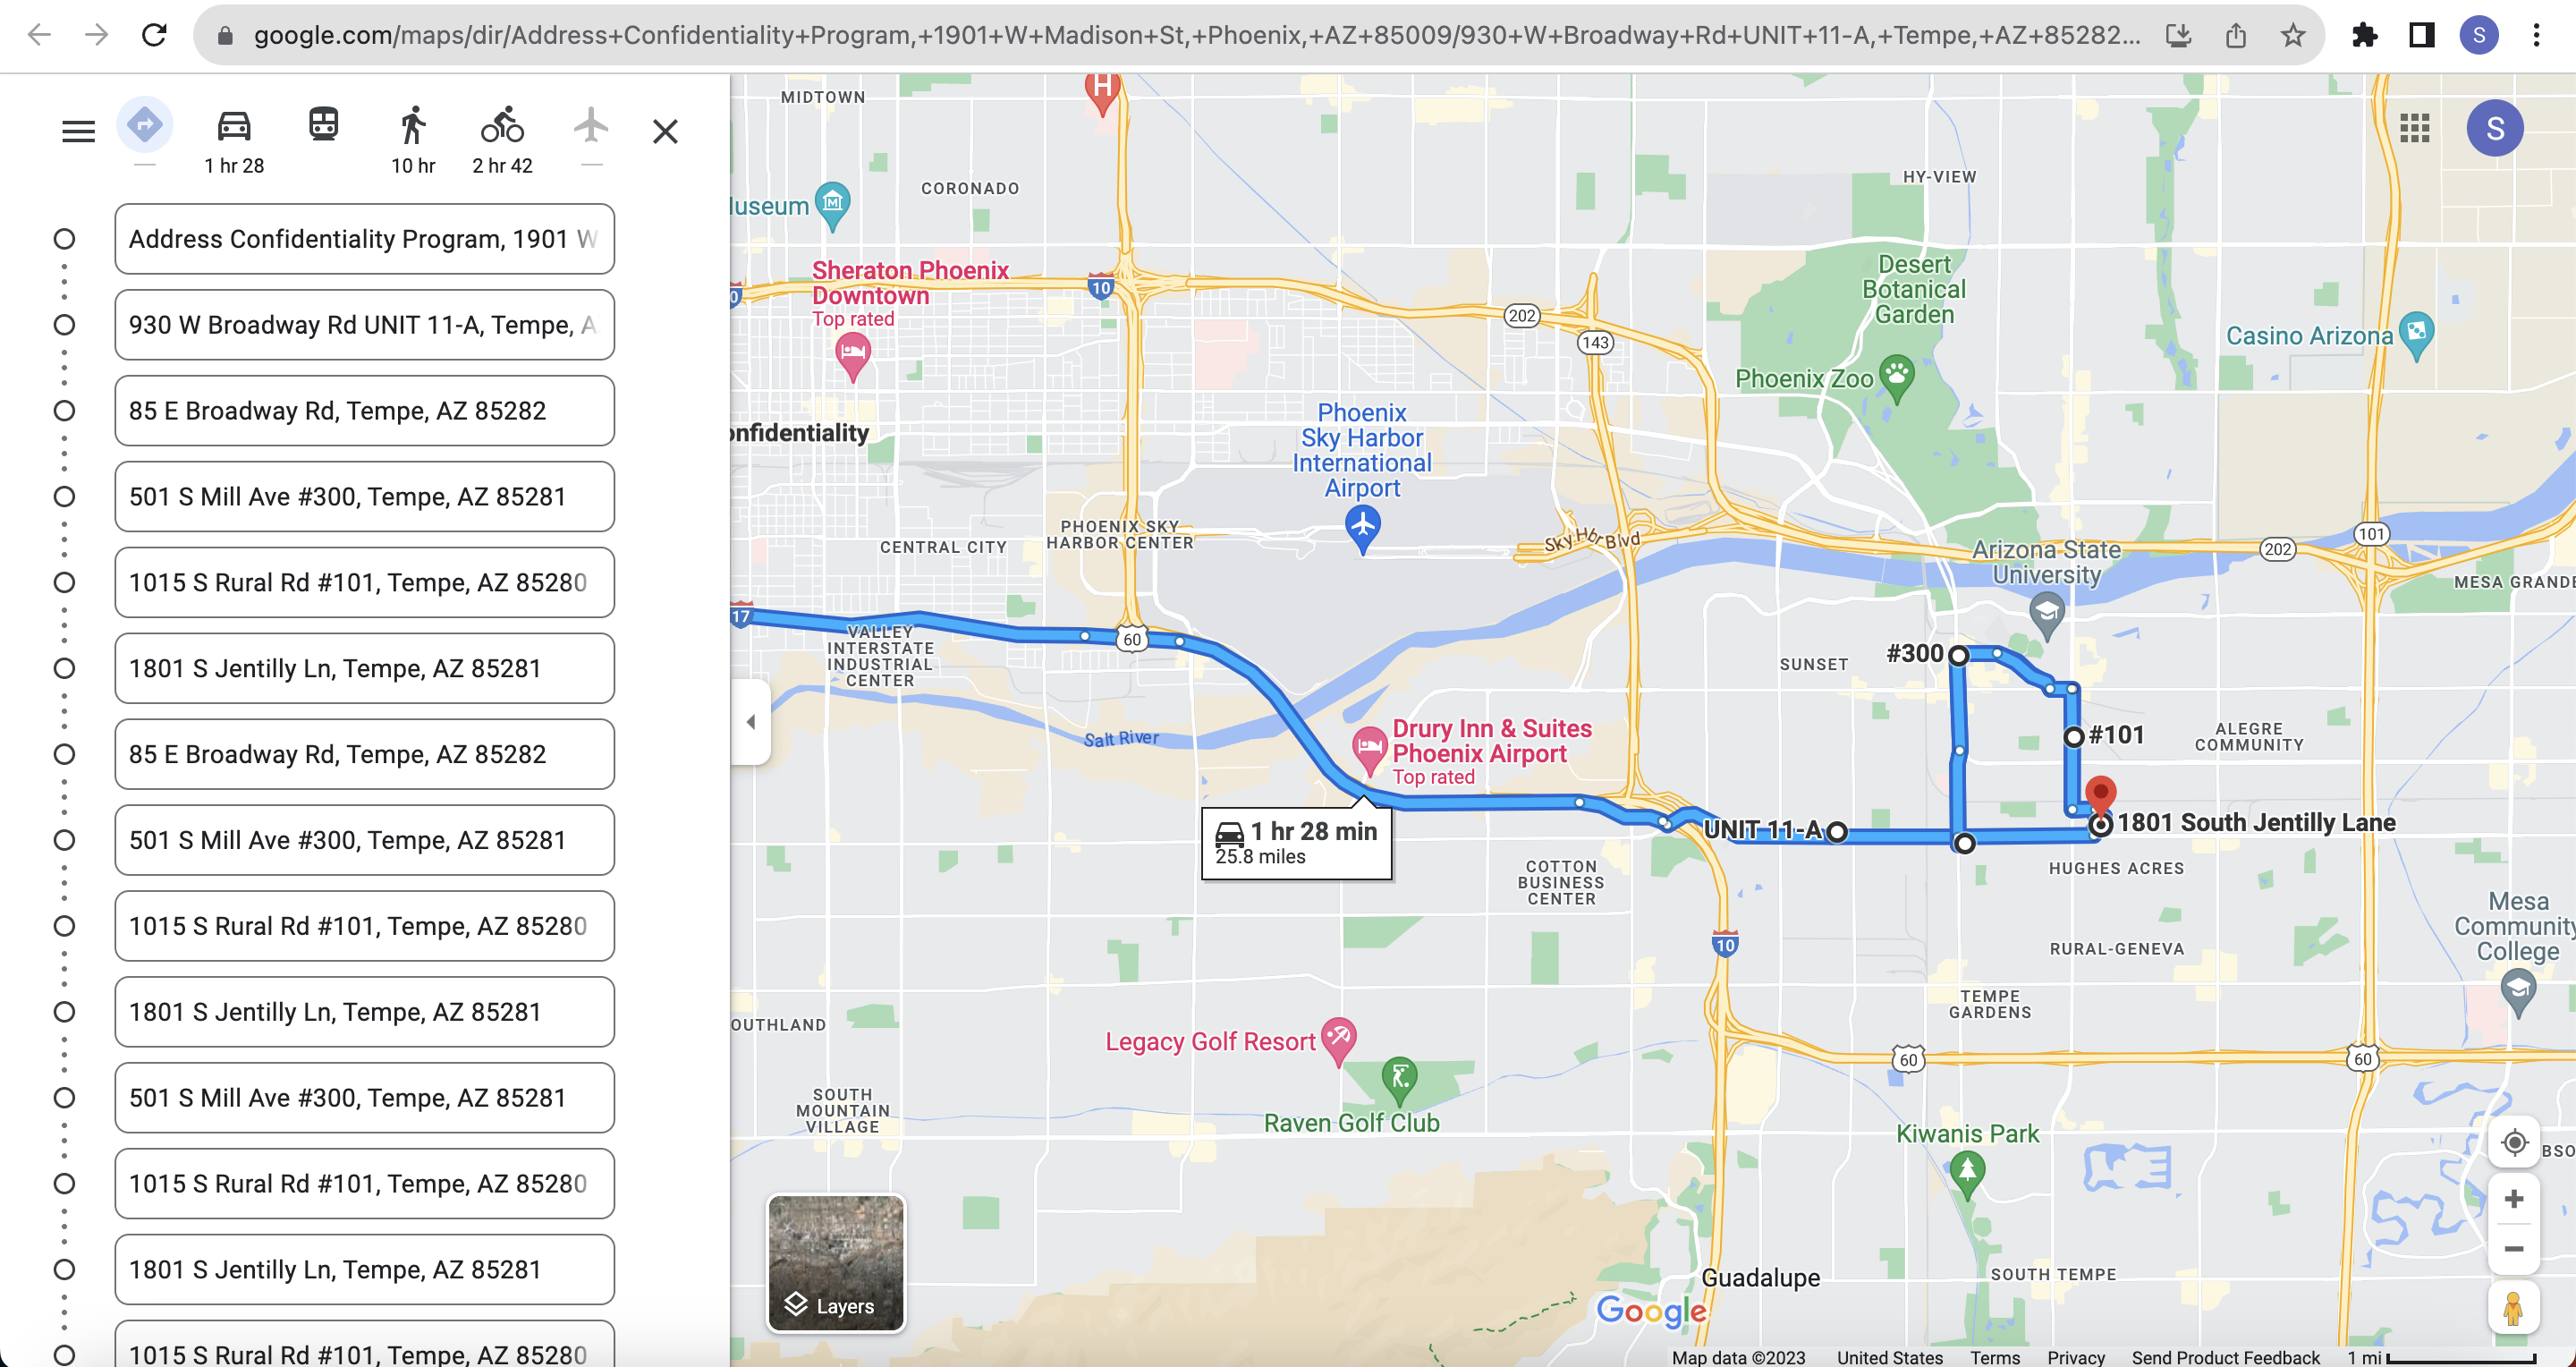 google.com/maps/dir/Address+Confidentiality+Program,+1901+W+Madison+St,+Phoenix,+AZ+85009/930+W+Broadway+Rd+UNIT+11-A,+Tempe,+AZ+85282...
S
1 hr 28
10 hr
2 hr 42
Address Confidentiality Program, 1901 W
930 W Broadway Rd UNIT 11-A, Tempe, A
85 E Broadway Rd, Tempe, AZ 85282
501 S Mill Ave #300, Tempe, AZ 85281
1015 S Rural Rd #101, Tempe, AZ 85280
1801 S Jentilly Ln, Tempe, AZ 85281
85 E Broadway Rd, Tempe, AZ 85282
501 S Mill Ave #300, Tempe, AZ 85281
1015 S Rural Rd #101, Tempe, AZ 85280
1801 S Jentilly Ln, Tempe, AZ 85281
501 S Mill Ave #300, Tempe, AZ 85281
1015 S Rural Rd #101, Tempe, AZ 85280
1801 S Jentilly Ln, Tempe, AZ 85281
1015 S Rural Rd #101, Tempe, AZ 85280
MIDTOWN
H
S
HY-VIEW
CORONADO
useum
M
Sheraton Phoenix
Downtown
Top rated
0
10
202
143
Desert
Botanical
Garden
Casino Arizona
Phoenix Zoo
onfidentiality
Phoenix
Sky Harbor
International
Airport
PHOENIX SKY
HARBOR CENTER
CENTRAL CITY
Sky Hbr Blvd
Arizona State
University
202
101
MESA GRANDE
17
60
VALLEY
INTERSTATE
INDUSTRIAL
CENTER
SUNSET
#300
#101
ALEGRE
COMMUNITY
Salt River
Drury Inn & Suites
Phoenix Airport
Top rated
1 hr 28 min
25.8 miles
UNIT 11-A
1801 South Jentilly Lane
COTTON
BUSINESS
CENTER
HUGHES ACRES
Mesa
Community
College
10
RURAL-GENEVA
TEMPE
GARDENS
OUTHLAND
Legacy Golf Resort
60
60
SOUTH
MOUNTAIN
VILLAGE
Raven Golf Club
Kiwanis Park
BSO
Guadalupe
SOUTH TEMPE
Layers
Google
Map data ©2023
United States
Terms
Privacy
Send Product Feedback
1 mi